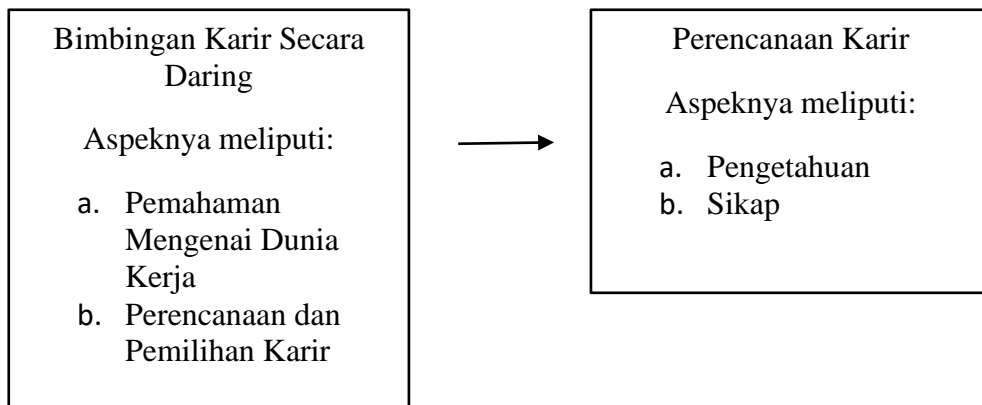 Bimbingan Karir Secara
Daring
Aspeknya meliputi:
a. Pemahaman
Mengenai Dunia
Kerja
b. Perencanaan dan
Pemilihan Karir
Perencanaan Karir
Aspeknya meliputi:
a. Pengetahuan
b. Sikap